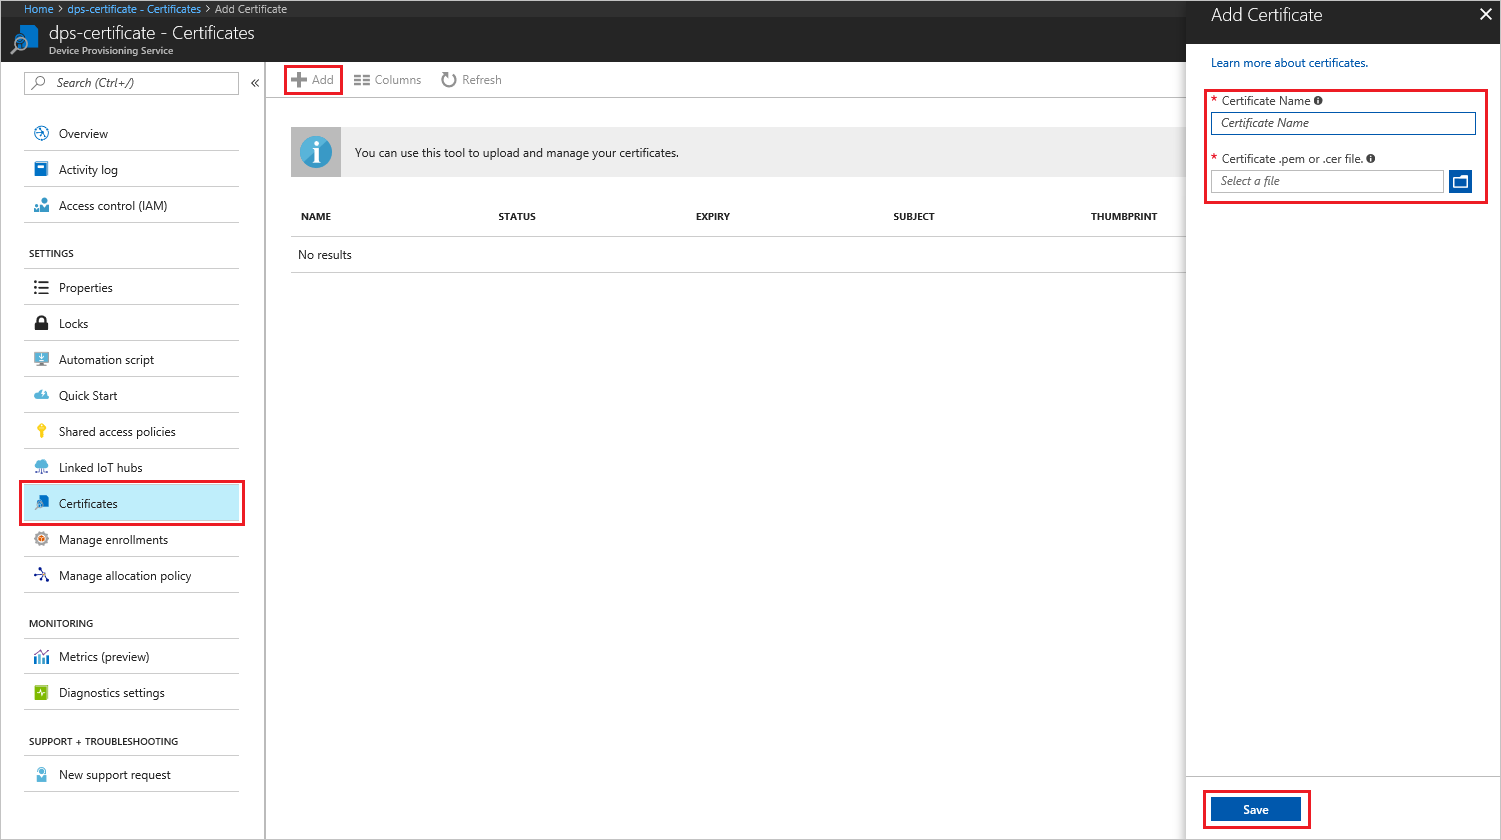 Home > dps-certificate - Certificates > Add Certificate
dps-certificate - Certificates
Device Provisioning Service
Search (Ctrl+/)
«
Overview
Activity log
Access control (IAM)
SETTINGS
Properties
Locks
Automation script
Quick Start
Shared access policies
Linked IoT hubs
Certificates
Manage enrollments
Manage allocation policy
MONITORING
Metrics (preview)
Diagnostics settings
SUPPORT + TROUBLESHOOTING
New support request
Add Columns Refresh
You can use this tool to upload and manage your certificates.
NAME STATUS EXPIRY SUBJECT THUMBPRINT
No results
Add Certificate
Learn more about certificates.
* Certificate Name
Certificate Name
* Certificate .pem or .cer file.
Select a file
Save